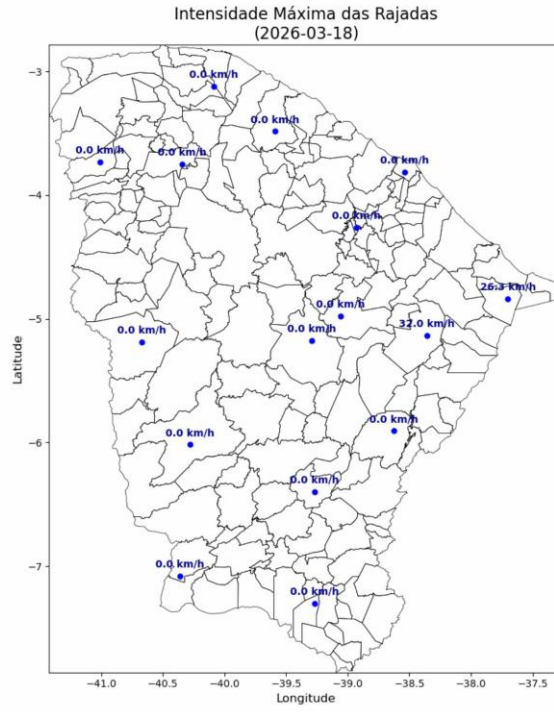 Intensidade Máxima das Rajadas
(2026-03-18)
−3
0.0 km/h
0.0 km/h
0.0 km/h
0.0 km/h
0.0 km/h
−4
0.0 km/h
26.3 km/h
0.0 km/h
−5
0.0 km/h
0.0 km/h
32.0 km/h
0.0 km/h
−6
0.0 km/h
0.0 km/h
−7
0.0 km/h
0.0 km/h
Latitude
−41.0
−40.5
−40.0
−39.5
−39.0
−38.5
−38.0
−37.5
Longitude